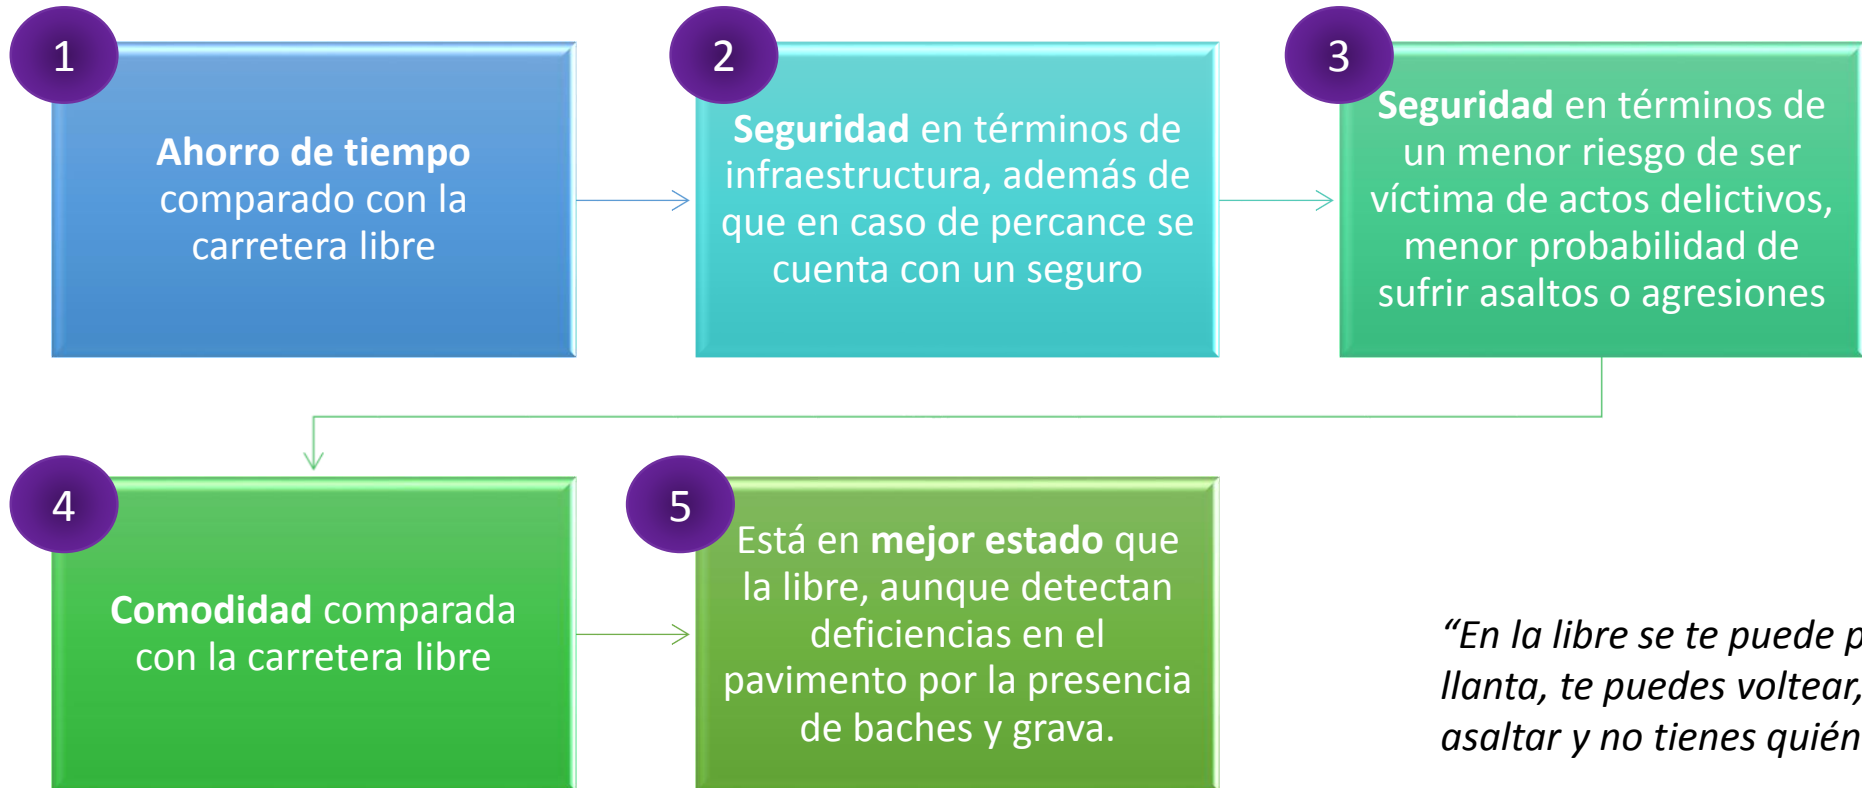 1
Ahorro de tiempo
comparado con la
carretera libre
2
Seguridad en términos de
infraestructura, además de
que en caso de percance se
cuenta con un seguro
3
Seguridad en términos de
un menor riesgo de ser
víctima de actos delictivos,
menor probabilidad de
sufrir asaltos o agresiones
4
Comodidad comparada
con la carretera libre
5
Está en mejor estado que
la libre, aunque detectan
deficiencias en el
pavimento por la presencia
de baches y grava.
“En la libre se te puede
llanta, te puedes voltear,
asaltar y no tienes quién